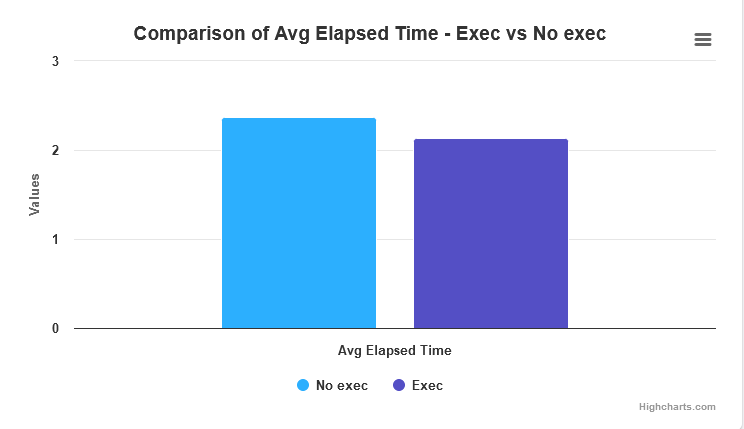 Comparison of Avg Elapsed Time - Exec vs No exec
3
2
1
0
Values
Avg Elapsed Time
No exec
Exec
Highcharts.com